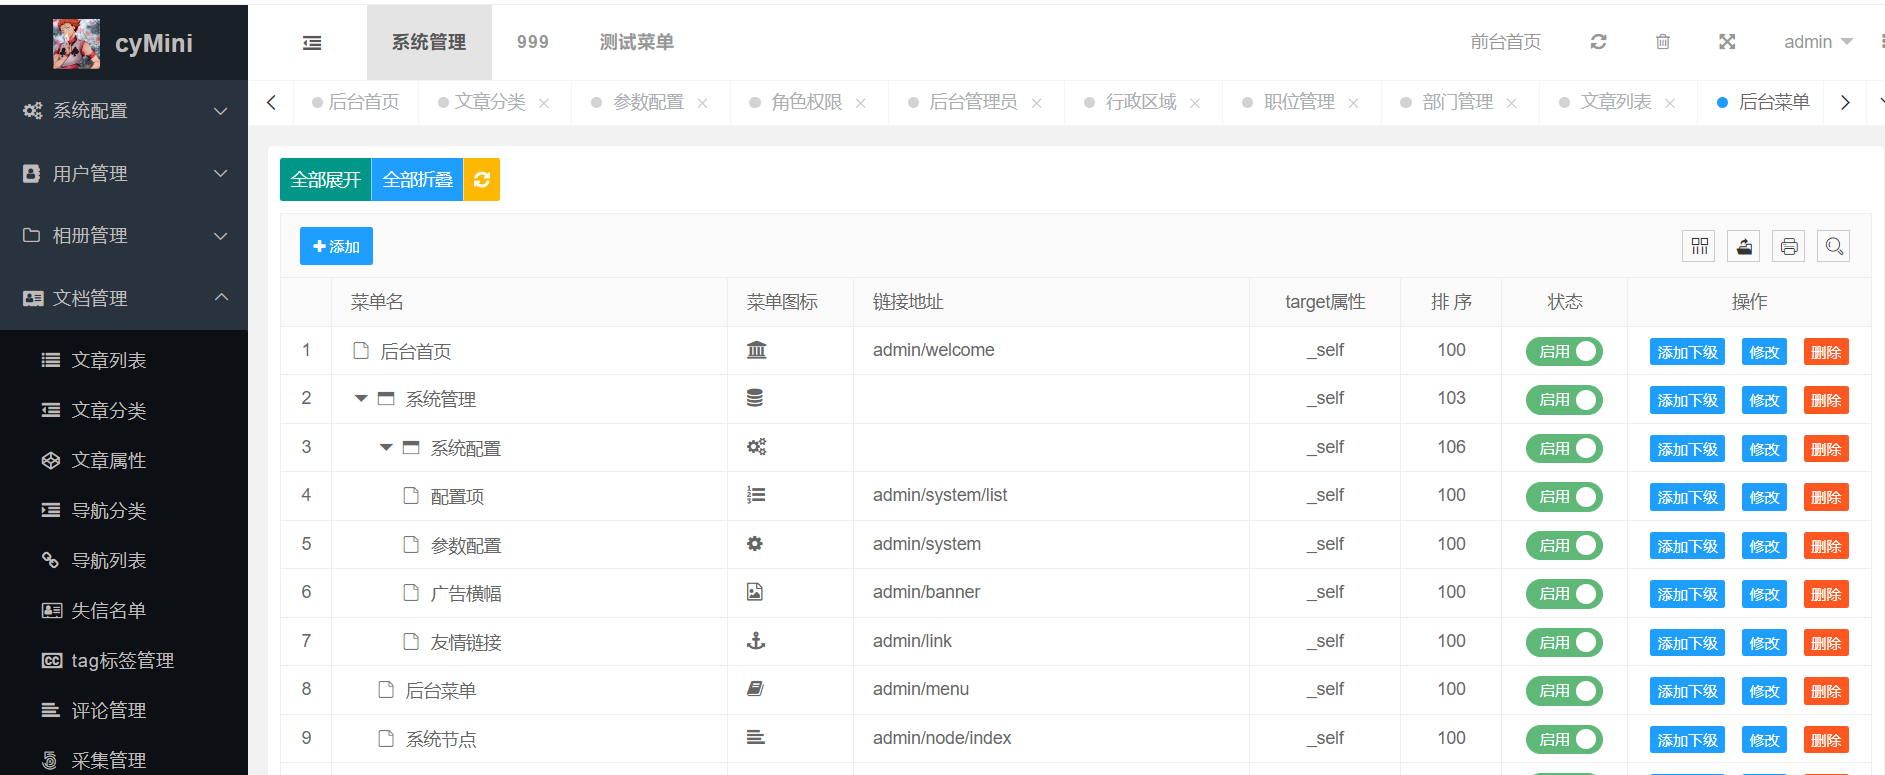 cyMini
系统管理 999 测试菜单 前台首页 admin
后台首页 文章分类 参数配置 角色权限 后台管理员 行政区域 职位管理 部门管理 文章列表 后台菜单
系统配置
用户管理
相册管理
文档管理
文章列表
文章分类
文章属性
导航分类
导航列表
失信名单
tag标签管理
评论管理
采集管理
全部展开 全部折叠
添加
菜单名 菜单图标 链接地址 target属性 排 序 状态 操作
1 后台首页 admin/welcome _self 100 启用 添加下级 修改 删除
2 系统管理 _self 103 启用 添加下级 修改 删除
3 系统配置 _self 106 启用 添加下级 修改 删除
4 配置项 admin/system/list _self 100 启用 添加下级 修改 删除
5 参数配置 admin/system _self 100 启用 添加下级 修改 删除
6 广告横幅 admin/banner _self 100 启用 添加下级 修改 删除
7 友情链接 admin/link _self 100 启用 添加下级 修改 删除
8 后台菜单 admin/menu _self 100 启用 添加下级 修改 删除
9 系统节点 admin/node/index _self 100 启用 添加下级 修改 删除